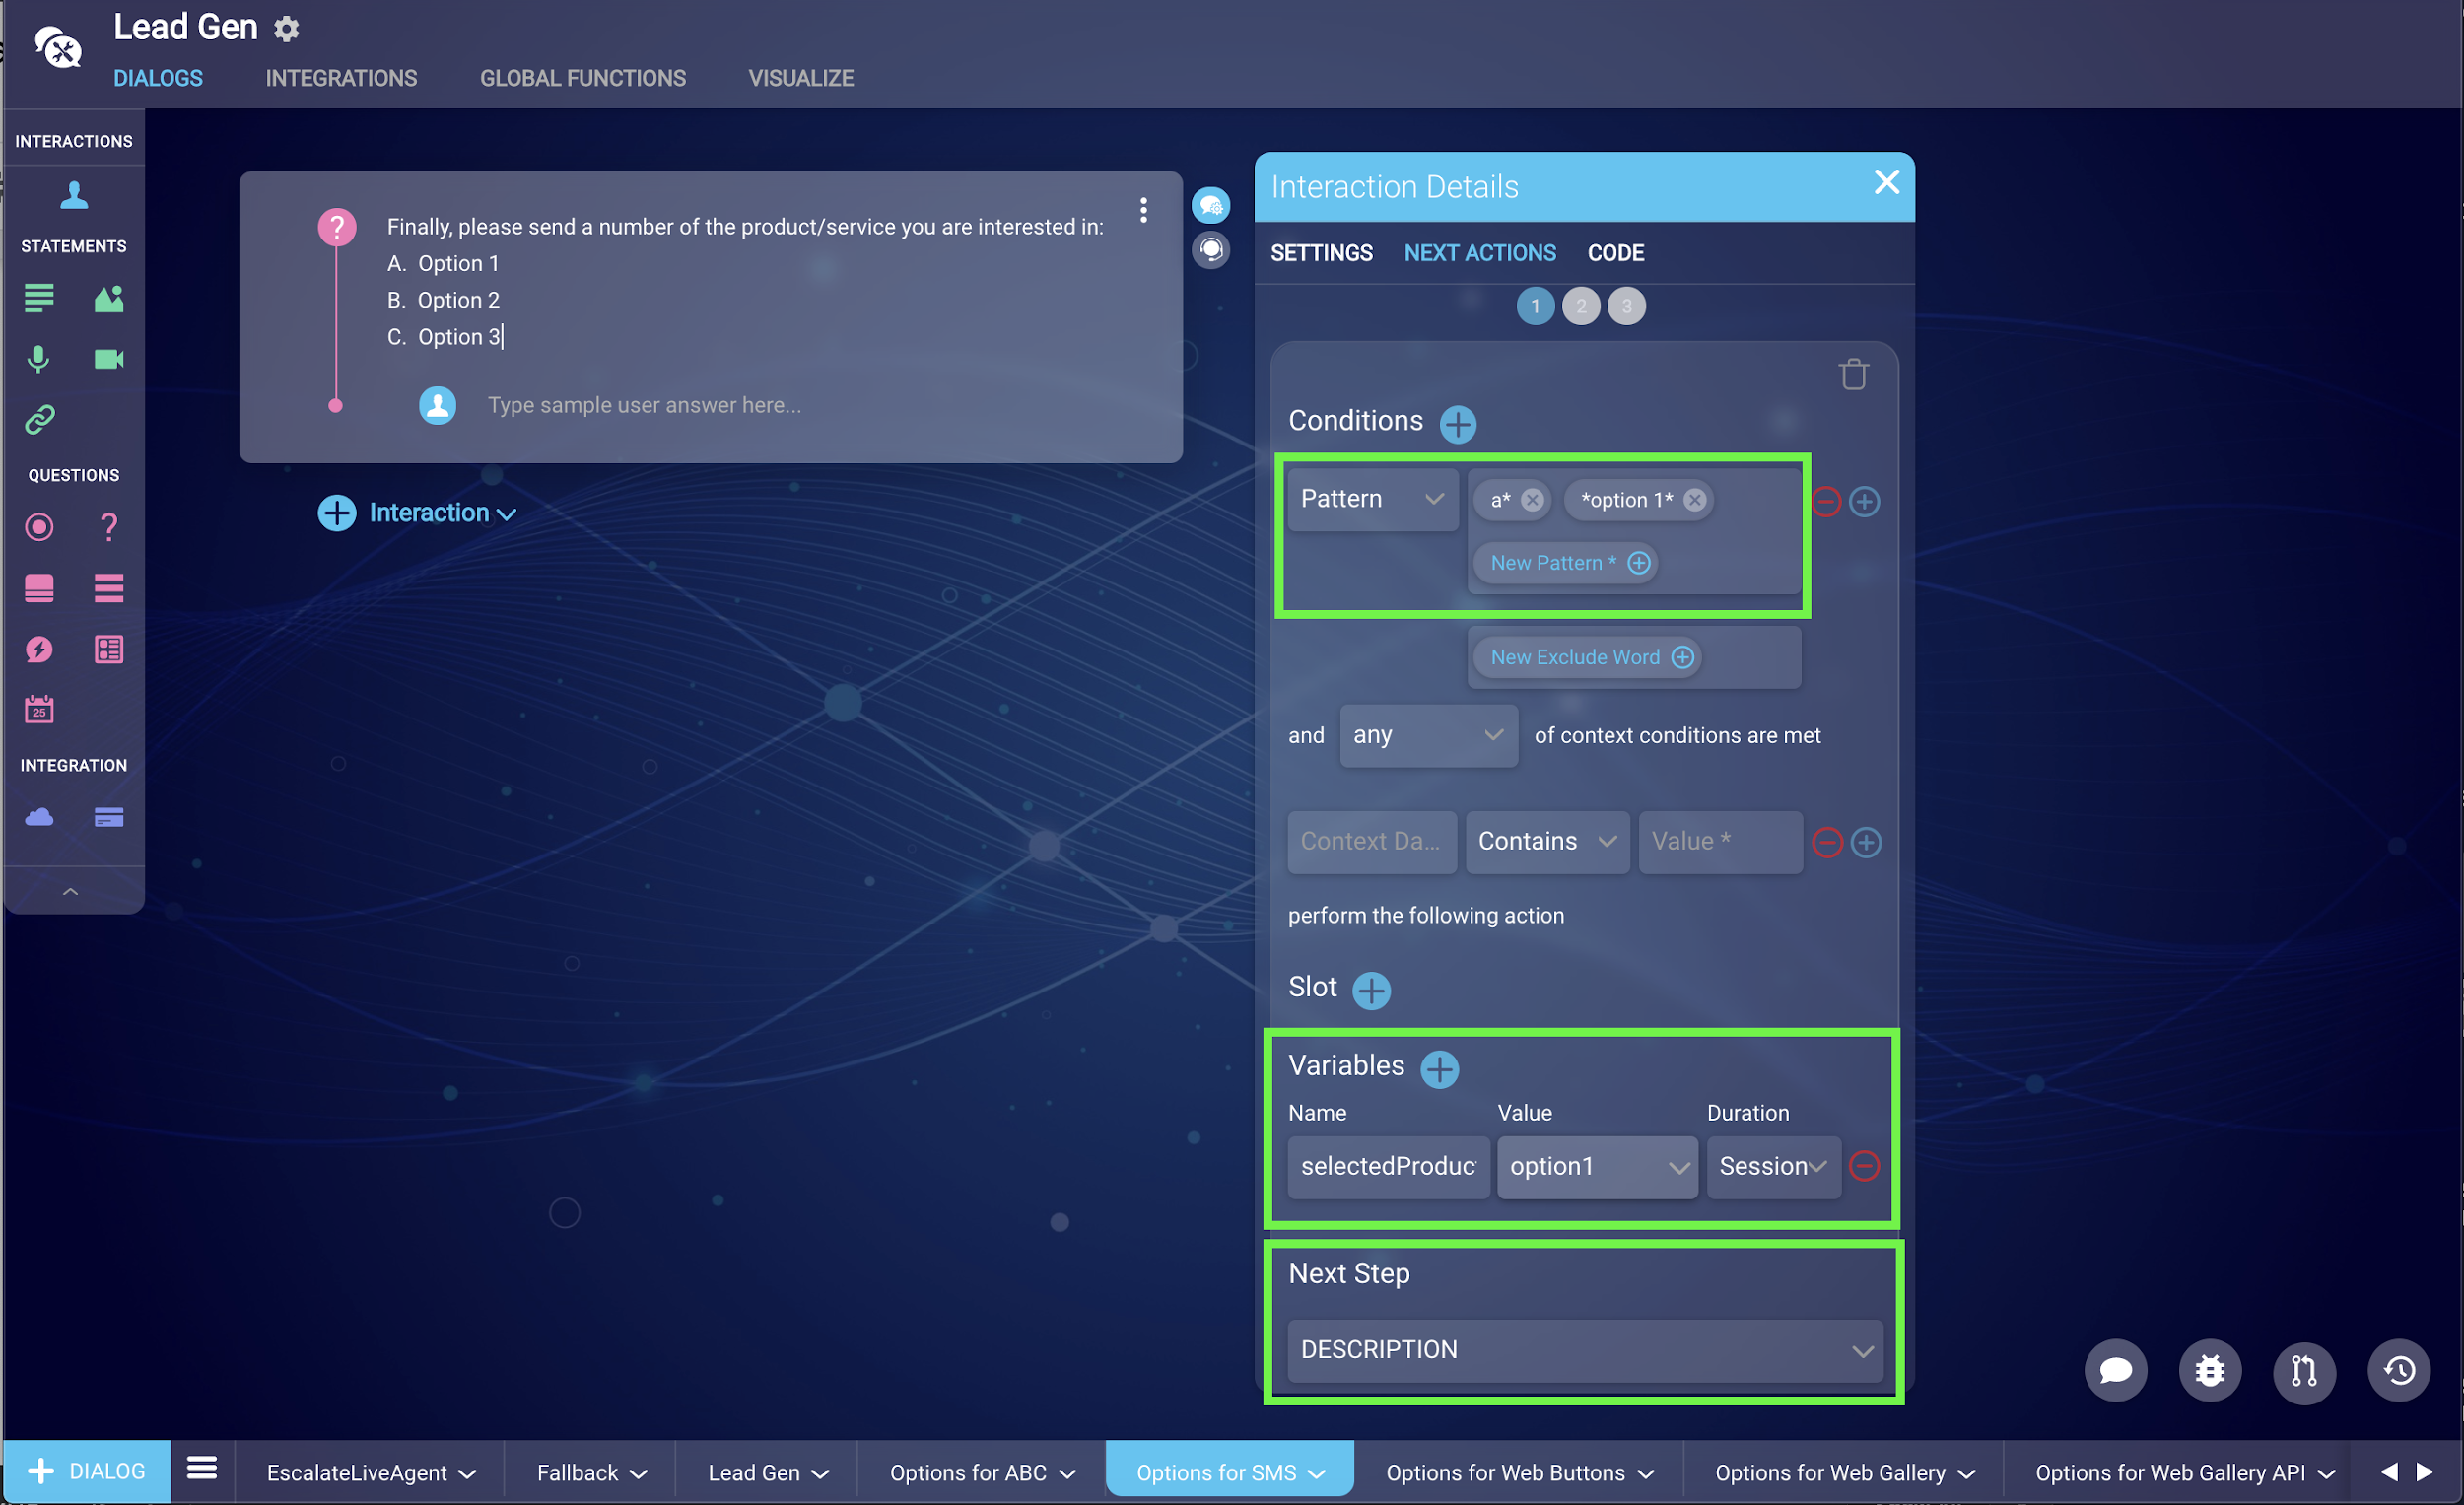 Lead Gen
DIALOGS INTEGRATIONS GLOBAL FUNCTIONS VISUALIZE
INTERACTIONS
STATEMENTS
QUESTIONS
25
INTEGRATION
? Finally, please send a number of the product/service you are interested in:
A. Option 1
B. Option 2
C. Option 3
Type sample user answer here...
Interaction
Interaction Details
SETTINGS NEXT ACTIONS CODE
1 2 3
Conditions
Pattern a* *option 1*
New Pattern *
New Exclude Word
and any of context conditions are met
Context Da... Contains Value *
perform the following action
Slot
Variables
Name Value Duration
selectedProduc option1 Session
Next Step
DESCRIPTION
DIALOG EscalateLiveAgent Fallback Lead Gen Options for ABC Options for SMS Options for Web Buttons Options for Web Gallery Options for Web Gallery API